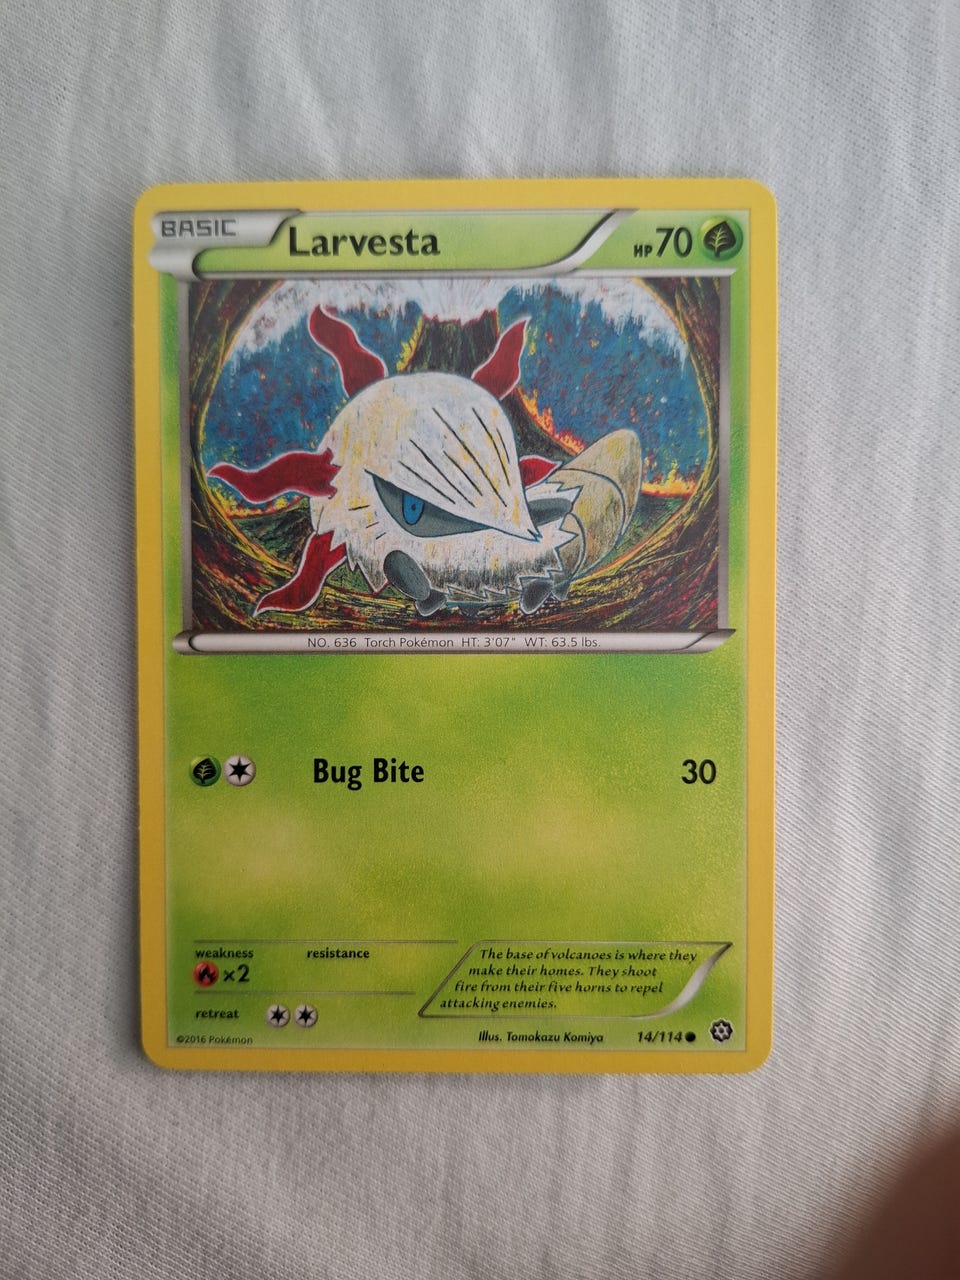 BASIC
Larvesta
HP 70
NO. 636 Torch Pokémon HT: 3'07" WT: 63.5 lbs.
Bug Bite 30
weakness resistance
×2
The base of volcanoes is where they
make their homes. They shoot
fire from their five horns to repel
attacking enemies.
retreat
©2016 Pokémon
Illus. Tomokazu Komiya 14/114